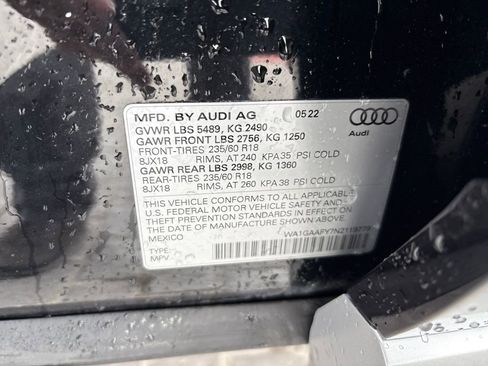 MFD. BY AUDI AG 05 22
GVWR LBS 5489, KG 2490
GAWR FRONT LBS 2756, KG 1250
FRONT-TIRES 235/60 R18
8JX18 RIMS, AT 240 KPA 35 PSI COLD
GAWR REAR LBS 2998, KG 1360
REAR-TIRES 235/60 R18
8JX18 RIMS, AT 260 KPA 38 PSI COLD
THIS VEHICLE CONFORMS TO ALL APPLICABLE
U.S. FEDERAL MOTOR VEHICLE SAFETY AND
THEFT PREVENTION STANDARDS IN EFFECT
ON THE DATE OF MANUFACTURE SHOWN ABOVE.
MEXICO
TYPE:
MPV
Audi